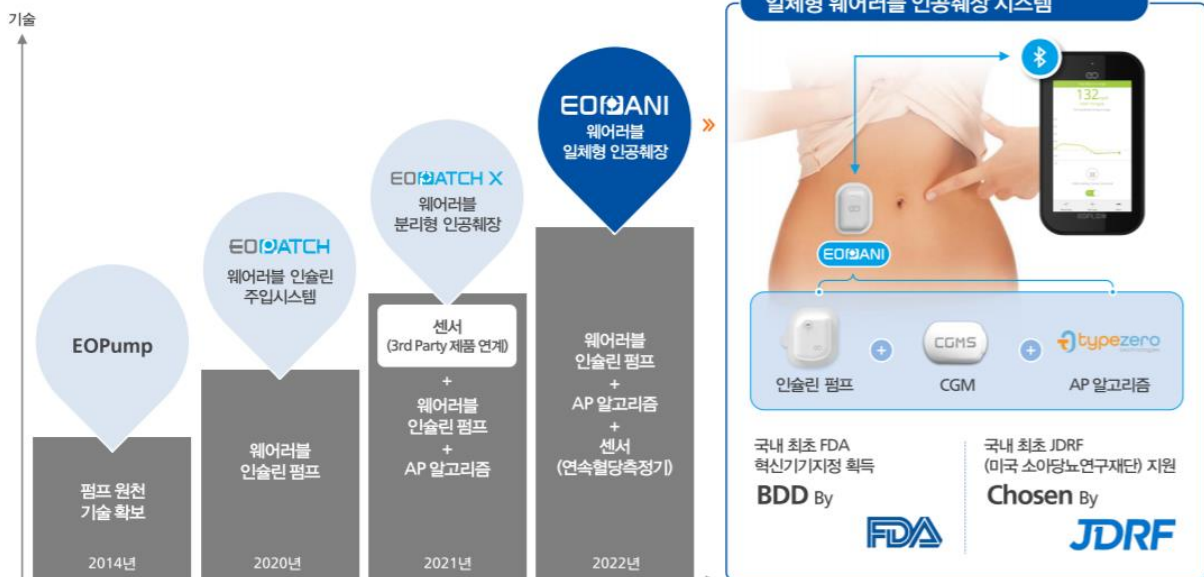 기술
EOPump
펌프 원천
기술 확보
2014년
EOPATCH
웨어러블 인슐린
주입시스템
웨어러블
인슐린 펌프
2020년
EOPATCH X
웨어러블
분리형 인공췌장
센서
(3rd Party 제품 연계)
+
웨어러블
인슐린 펌프
+
AP 알고리즘
2021년
EOPANI
웨어러블
일체형 인공췌장
웨어러블
인슐린 펌프
+
AP 알고리즘
+
센서
(연속혈당측정기)
2022년
»
일체형 웨어러블 인공췌장 시스템
132
EOFLOW
EOPANI
인슐린 펌프
+
CGMS
CGM
+
typezero
technologies
AP 알고리즘
국내 최초 FDA
혁신기기지정 획득
BDD By
FDA
국내 최초 JDRF
(미국 소아당뇨연구재단) 지원
Chosen By
JDRF